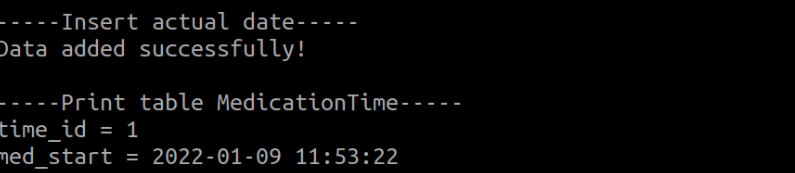 -----Insert actual date-----
Data added successfully!
-----Print table MedicationTime-----
time_id = 1
med_start = 2022-01-09 11:53:22